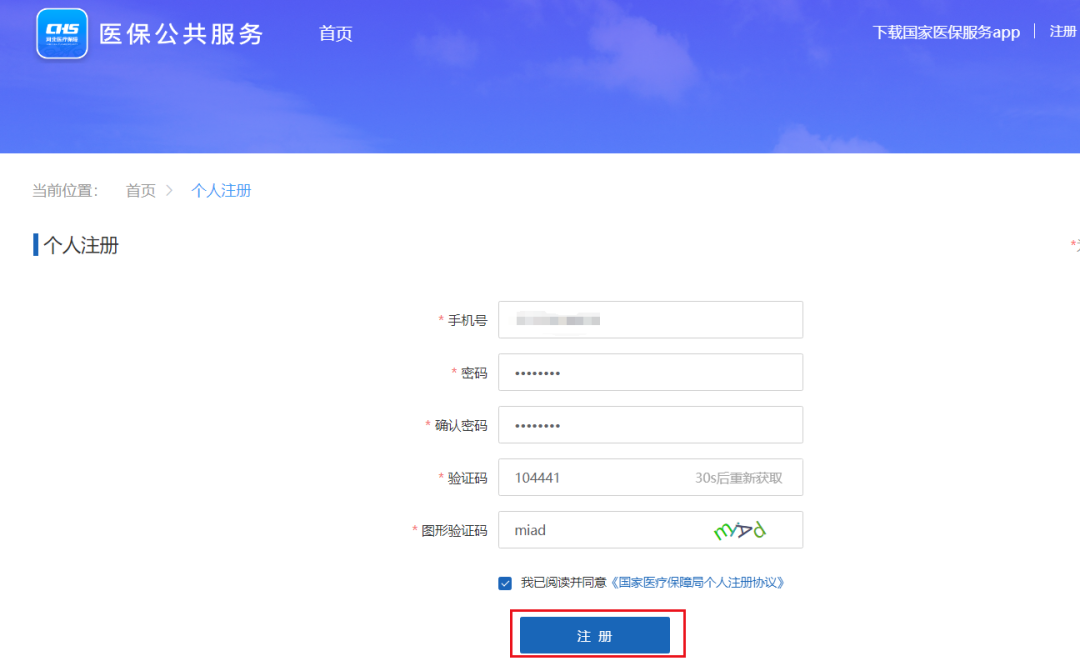 CHS
医保公共服务 首页 下载国家医保服务app 注册
当前位置： 首页 > 个人注册
个人注册
*
* 手机号
* 密码 ••••••••
* 确认密码 ••••••••
* 验证码 104441 30s后重新获取
* 图形验证码 miad mAd
我已阅读并同意《国家医疗保障局个人注册协议》
注 册